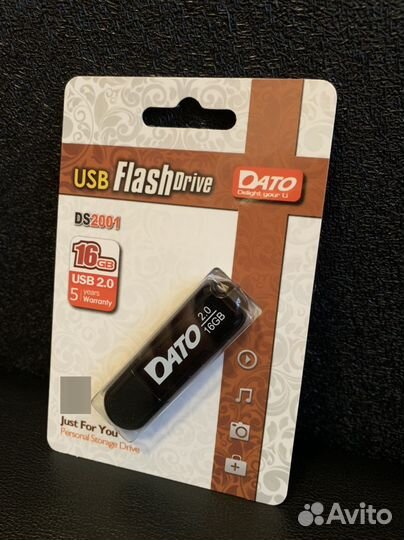 USB FlashDrive
DATO
Delight your Li
DS2001
16GB
USB 2.0
5 years
Warranty
DATO 2.0
16GB
Just For You
Personal Storage Drive
Avito